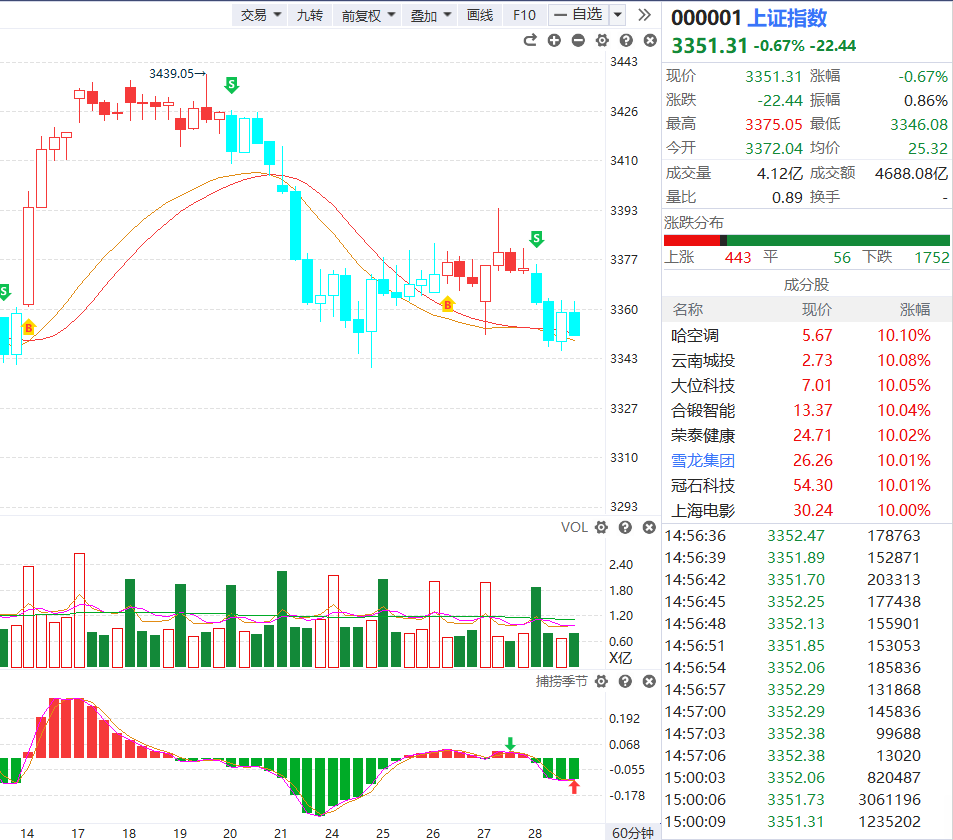 交易 九转 前复权 叠加 画线 F10 自选
000001 上证指数
3351.31 -0.67% -22.44
现价 3351.31 涨幅 -0.67%
涨跌 -22.44 振幅 0.86%
最高 3375.05 最低 3346.08
今开 3372.04 均价 25.32
成交量 4.12亿 成交额 4688.08亿
量比 0.89 换手 -
涨跌分布
上涨 443 平 56 下跌 1752
成分股
名称 现价 涨幅
哈空调 5.67 10.10%
云南城投 2.73 10.08%
大位科技 7.01 10.05%
合锻智能 13.37 10.04%
荣泰健康 24.71 10.02%
雪龙集团 26.26 10.01%
冠石科技 54.30 10.01%
上海电影 30.24 10.00%
14:56:36 3352.47 178763
14:56:39 3351.89 152871
14:56:42 3351.70 203313
14:56:45 3352.25 177438
14:56:48 3352.13 155901
14:56:51 3351.85 153053
14:56:54 3352.06 185836
14:56:57 3352.29 131868
14:57:00 3352.29 145836
14:57:03 3352.38 99688
14:57:06 3352.38 13020
15:00:03 3352.06 820487
15:00:06 3351.73 3061196
15:00:09 3351.31 1235202
3443
3439.05→
S
3426
3410
3393
S
3377
S
B
B
3360
3343
3327
3310
3293
VOL
2.40
1.80
1.20
0.60
X亿
捕捞季节
0.192
0.068
-0.055
-0.178
14 17 18 19 20 21 24 25 26 27 28 60分钟